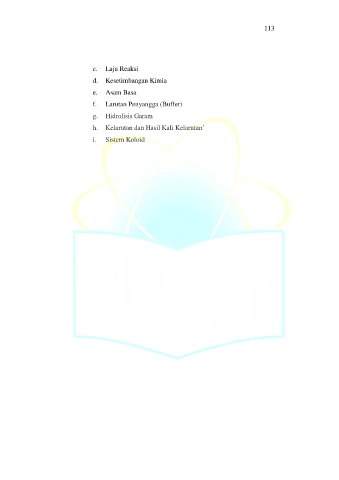 113
c. Laju Reaksi
d. Kesetimbangan Kimia
e. Asam Basa
f. Larutan Penyangga (Buffer)
g. Hidrolisis Garam
h. Kelarutan dan Hasil Kali Kelarutan'
i. Sistem Koloid